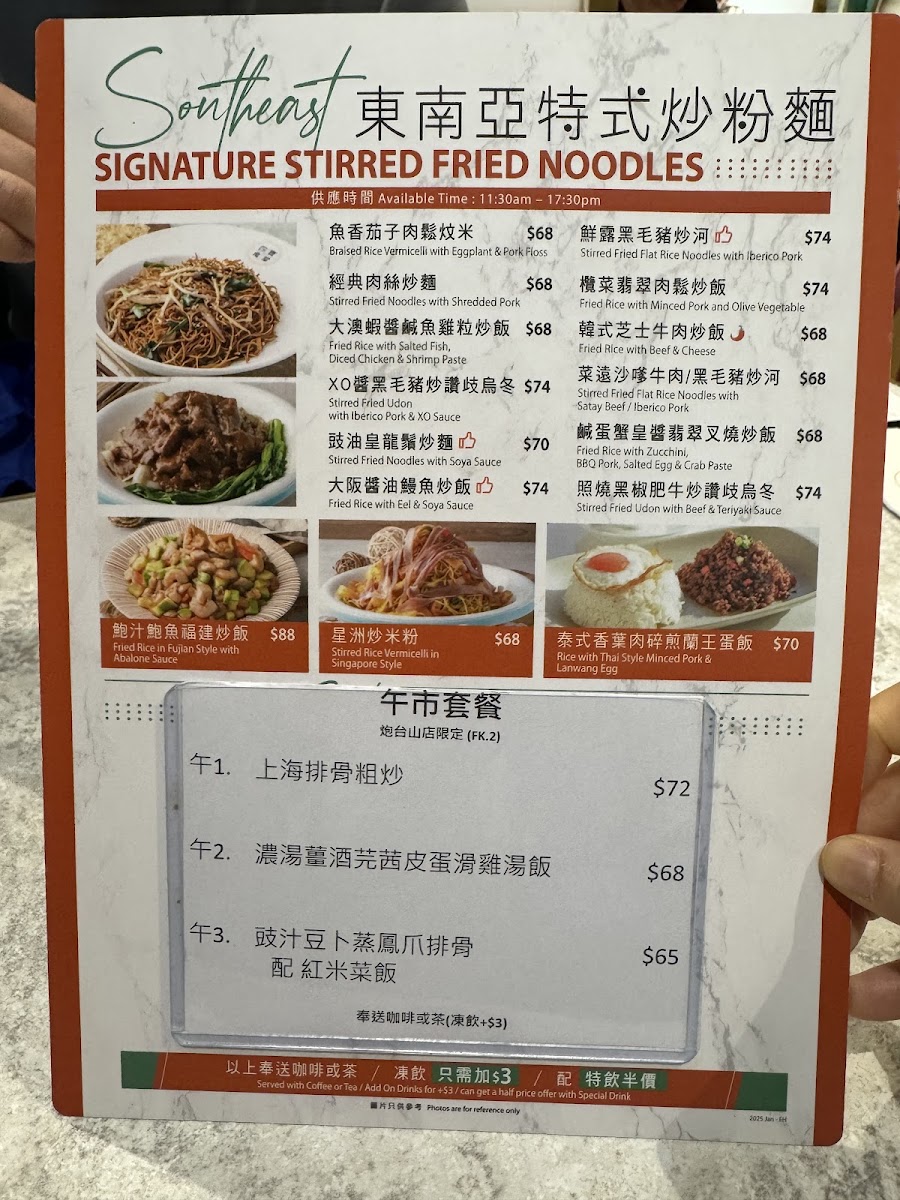 Southeast 東南亞特式炒粉麵
SIGNATURE STIRRED FRIED NOODLES
供應時間 Available Time : 11:30am – 17:30pm
魚香茄子肉鬆炆米 $68
Braised Rice Vermicelli with Eggplant & Pork Floss
經典肉絲炒麵 $68
Stirred Fried Noodles with Shredded Pork
大澳蝦醬鹹魚雞粒炒飯 $68
Fried Rice with Salted Fish,
Diced Chicken & Shrimp Paste
XO醬黑毛豬炒讚歧烏冬 $74
Stirred Fried Udon
with Ibérico Pork & XO Sauce
豉油皇龍鬚炒麵 $70
Stirred Fried Noodles with Soya Sauce
大阪醬油鰻魚炒飯 $74
Fried Rice with Eel & Soya Sauce
鮮露黑毛豬炒河 $74
Stirred Fried Flat Rice Noodles with Iberico Pork
欖菜翡翠肉鬆炒飯 $74
Fried Rice with Minced Pork and Olive Vegetable
韓式芝士牛肉炒飯 $68
Fried Rice with Beef & Cheese
菜遠沙嗲牛肉/黑毛豬炒河 $68
Stirred Fried Flat Rice Noodles with
Satay Beef / Iberico Pork
鹹蛋蟹皇醬翡翠叉燒炒飯 $68
Fried Rice with Zucchini,
BBQ Pork, Salted Egg & Crab Paste
照燒黑椒肥牛炒讚歧烏冬 $74
Stirred Fried Udon with Beef & Teriyaki Sauce
鮑汁鮑魚福建炒飯 $88
Fried Rice in Fujian Style with
Abalone Sauce
星洲炒米粉 $68
Stirred Rice Vermicelli in
Singapore Style
泰式香葉肉碎煎蘭王蛋飯 $70
Rice with Thai Style Minced Pork &
Lanwang Egg
午市套餐
炮台山店限定 (FK.2)
午1. 上海排骨粗炒 $72
午2. 濃湯薑酒芫茜皮蛋滑雞湯飯 $68
午3. 豉汁豆卜蒸鳳爪排骨 $65
配 紅米菜飯
奉送咖啡或茶(凍飲+$3)
以上奉送咖啡或茶 / 凍飲 只需加$3 / 配 特飲半價
Served with Coffee or Tea / Add On Drinks for +$3 / can get a half price offer with Special Drink
圖片只供參考 Photos are for reference only
2025 Jan - EH